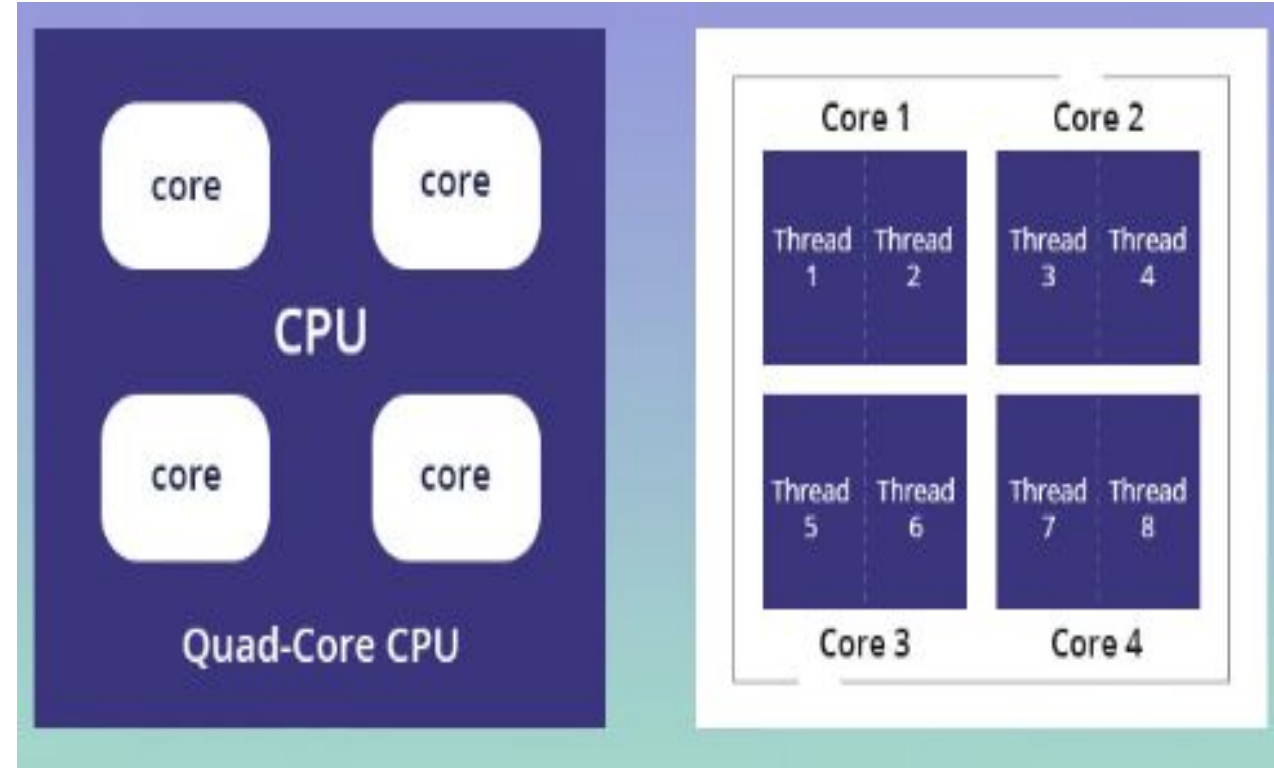 core
core
CPU
core
core
Quad-Core CPU
Core 1
Core 2
Thread
1
Thread
2
Thread
3
Thread
4
Thread
5
Thread
6
Thread
7
Thread
8
Core 3
Core 4